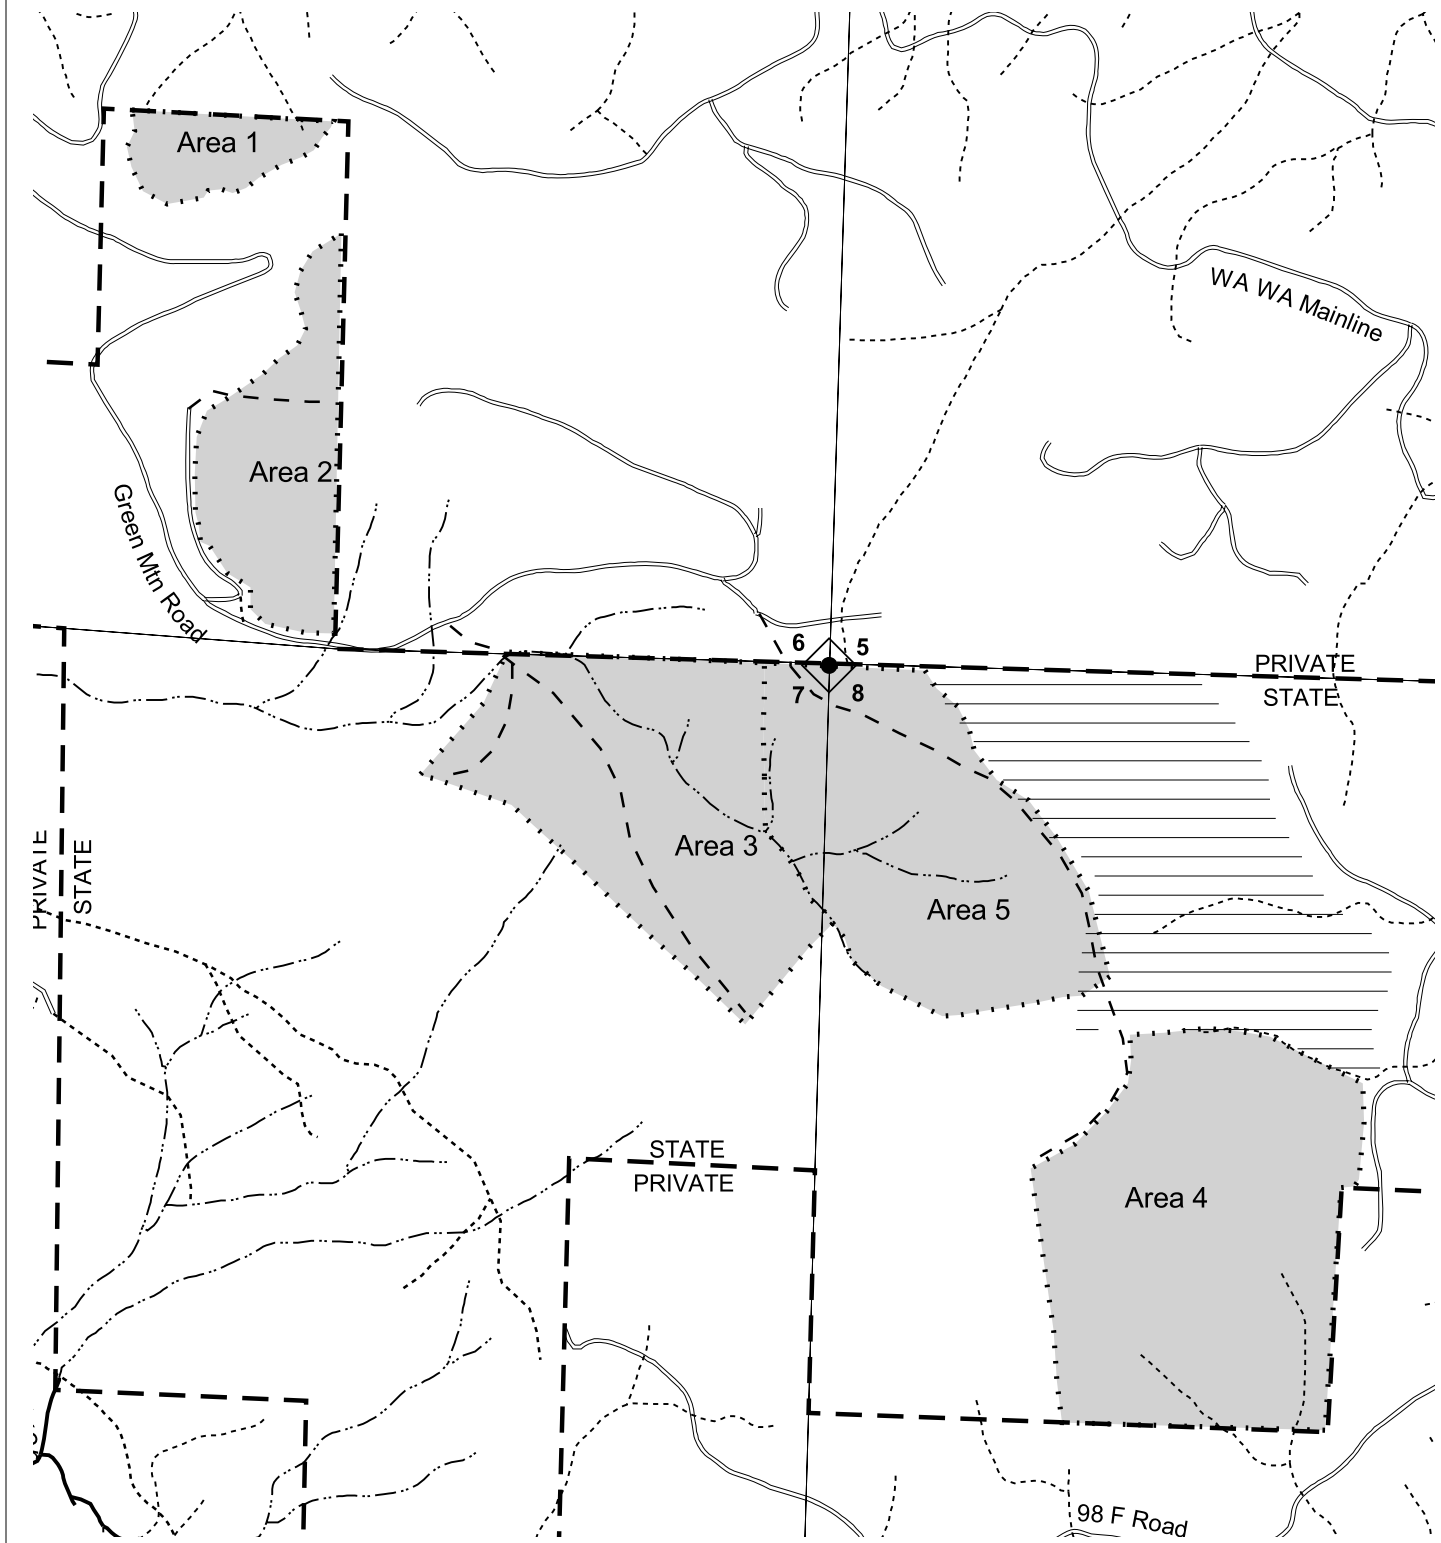 Area 1
WA WA Mainline
Area 2
Green Mtn Road
6 5
7 8
PRIVATE
STATE
PRIVATE
STATE
Area 3
Area 5
STATE
PRIVATE
Area 4
98 F Road